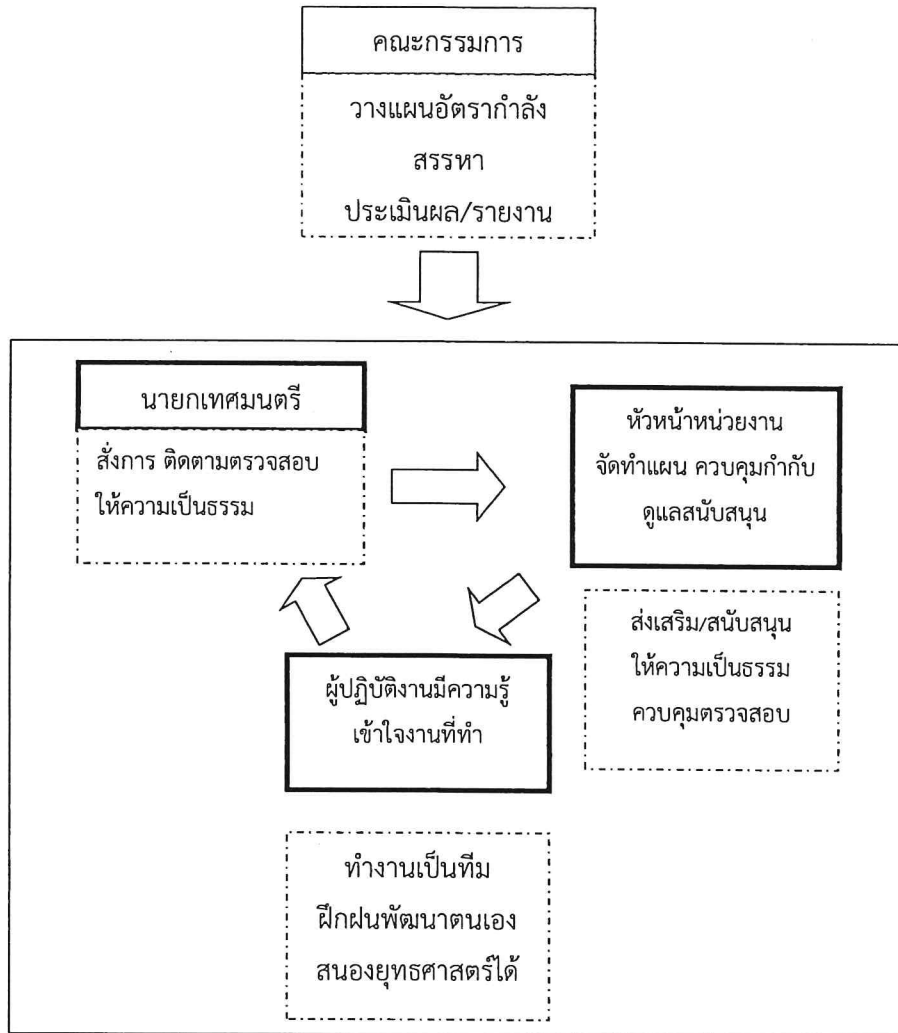 คณะกรรมการ
วางแผนอัตรากำลัง
สรรหา
ประเมินผล/รายงาน
นายกเทศมนตรี
สั่งการ ติดตามตรวจสอบ
ให้ความเป็นธรรม
หัวหน้าหน่วยงาน
จัดทำแผน ควบคุมกำกับ
ดูแลสนับสนุน
ส่งเสริม/สนับสนุน
ให้ความเป็นธรรม
ควบคุมตรวจสอบ
ผู้ปฏิบัติงานมีความรู้
เข้าใจงานที่ทำ
ทำงานเป็นทีม
ฝึกฝนพัฒนาตนเอง
สนองยุทธศาสตร์ได้